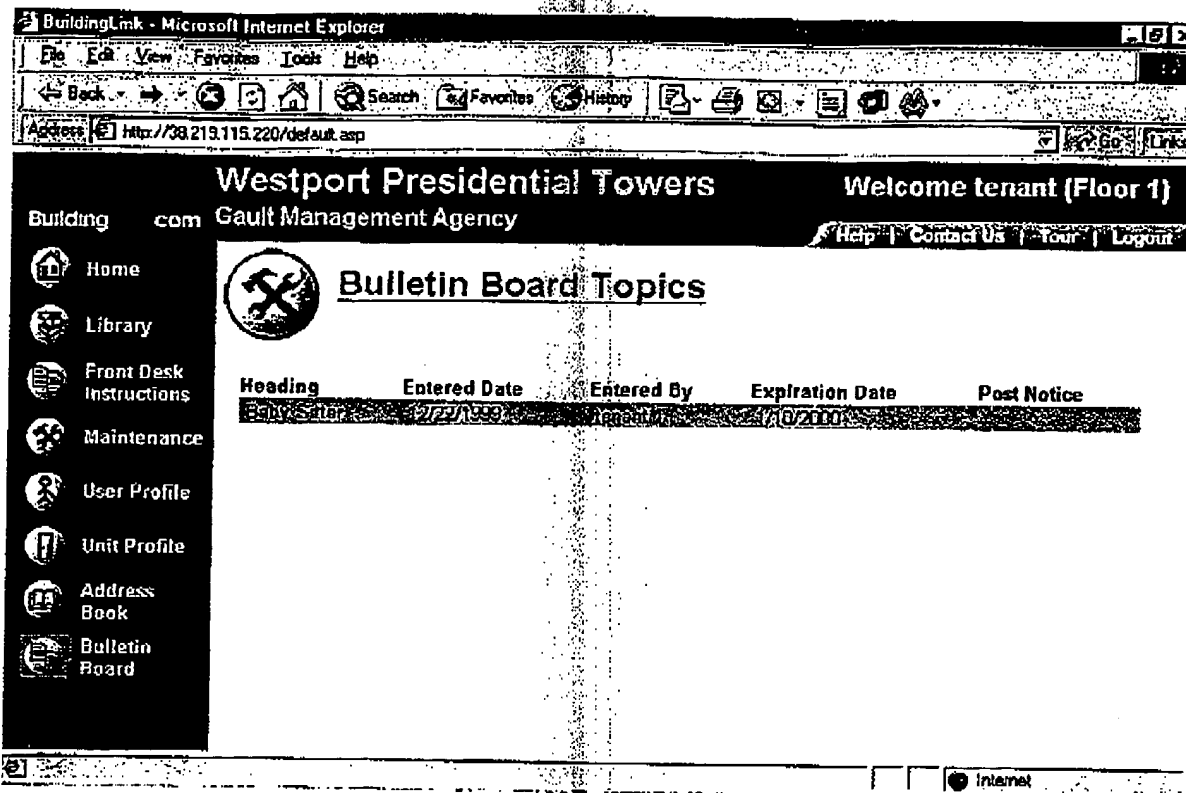 BuildingLink - Microsoft Internet Explorer
File Edit View Favorites Tools Help
Back Search Favorites History
Address http://38.215.115.220/default.asp Go Links
Westport Presidential Towers Welcome tenant (Floor 1)
Building com Gault Management Agency
Help | Contact Us | Tour | Logout
Bulletin Board Topics
Home
Library
Front Desk
Instructions
Maintenance
User Profile
Unit Profile
Address
Book
Bulletin
Board
Heading Entered Date Entered By Expiration Date Post Notice
Baby Sitter
Internet